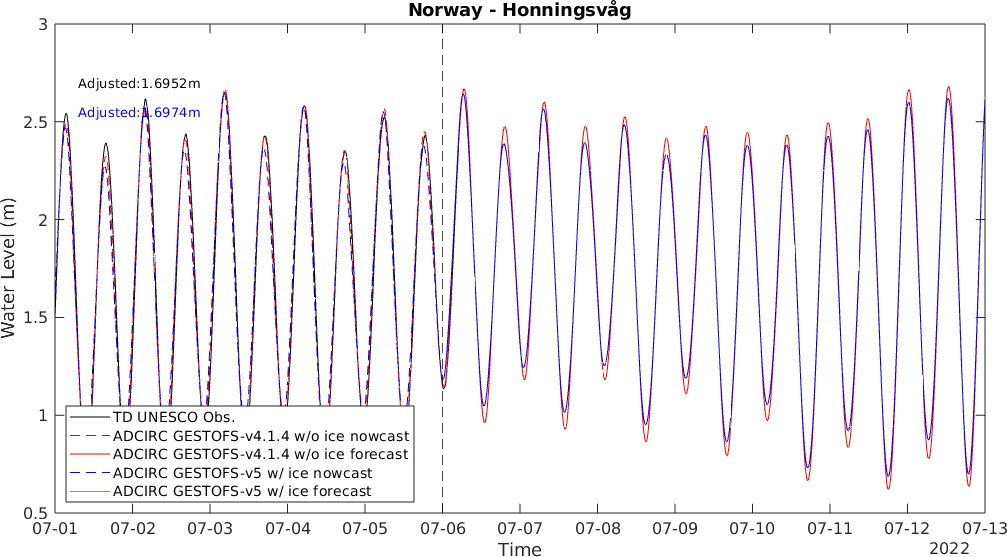 Norway - Honningsvåg
3
Adjusted:1.6952m
Adjusted:1.6974m
2.5
2
1.5
1
0.5
Water Level (m)
TD UNESCO Obs.
ADCIRC GESTOFS-v4.1.4 w/o ice nowcast
ADCIRC GESTOFS-v4.1.4 w/o ice forecast
ADCIRC GESTOFS-v5 w/ ice nowcast
ADCIRC GESTOFS-v5 w/ ice forecast
07-01 07-02 07-03 07-04 07-05 07-06 07-07 07-08 07-09 07-10 07-11 07-12 07-13
Time
2022